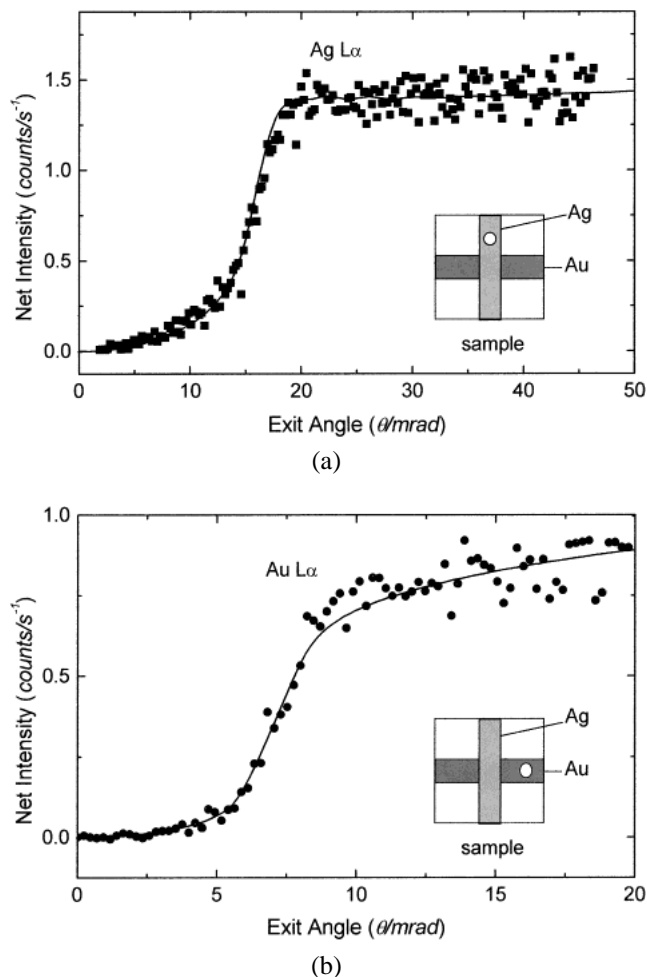 Ag Lα
1.5
1.0
0.5
0.0
Net Intensity (counts/s⁻¹)
Ag
Au
sample
0 10 20 30 40 50
Exit Angle (θ/mrad)
(a)
1.0
Au Lα
0.5
0.0
Net Intensity (counts/s⁻¹)
Ag
Au
sample
0 5 10 15 20
Exit Angle (θ/mrad)
(b)